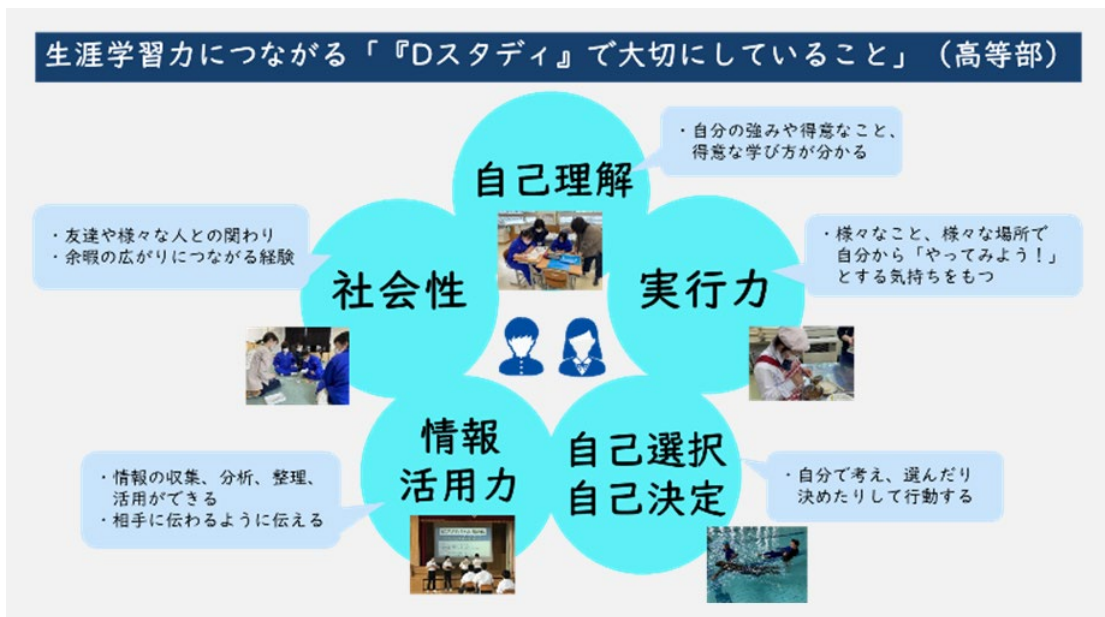 生涯学習力につながる「『Dスタディ』で大切にしていること」（高等部）
・自分の強みや得意なこと、
得意な学び方が分かる
自己理解
・友達や様々な人との関わり
・余暇の広がりにつながる経験
社会性
・様々なこと、様々な場所で
自分から「やってみよう！」
とする気持ちをもつ
実行力
情報
活用力
・情報の収集、分析、整理、
活用ができる
・相手に伝わるように伝える
自己選択
自己決定
・自分で考え、選んだり
決めたりして行動する